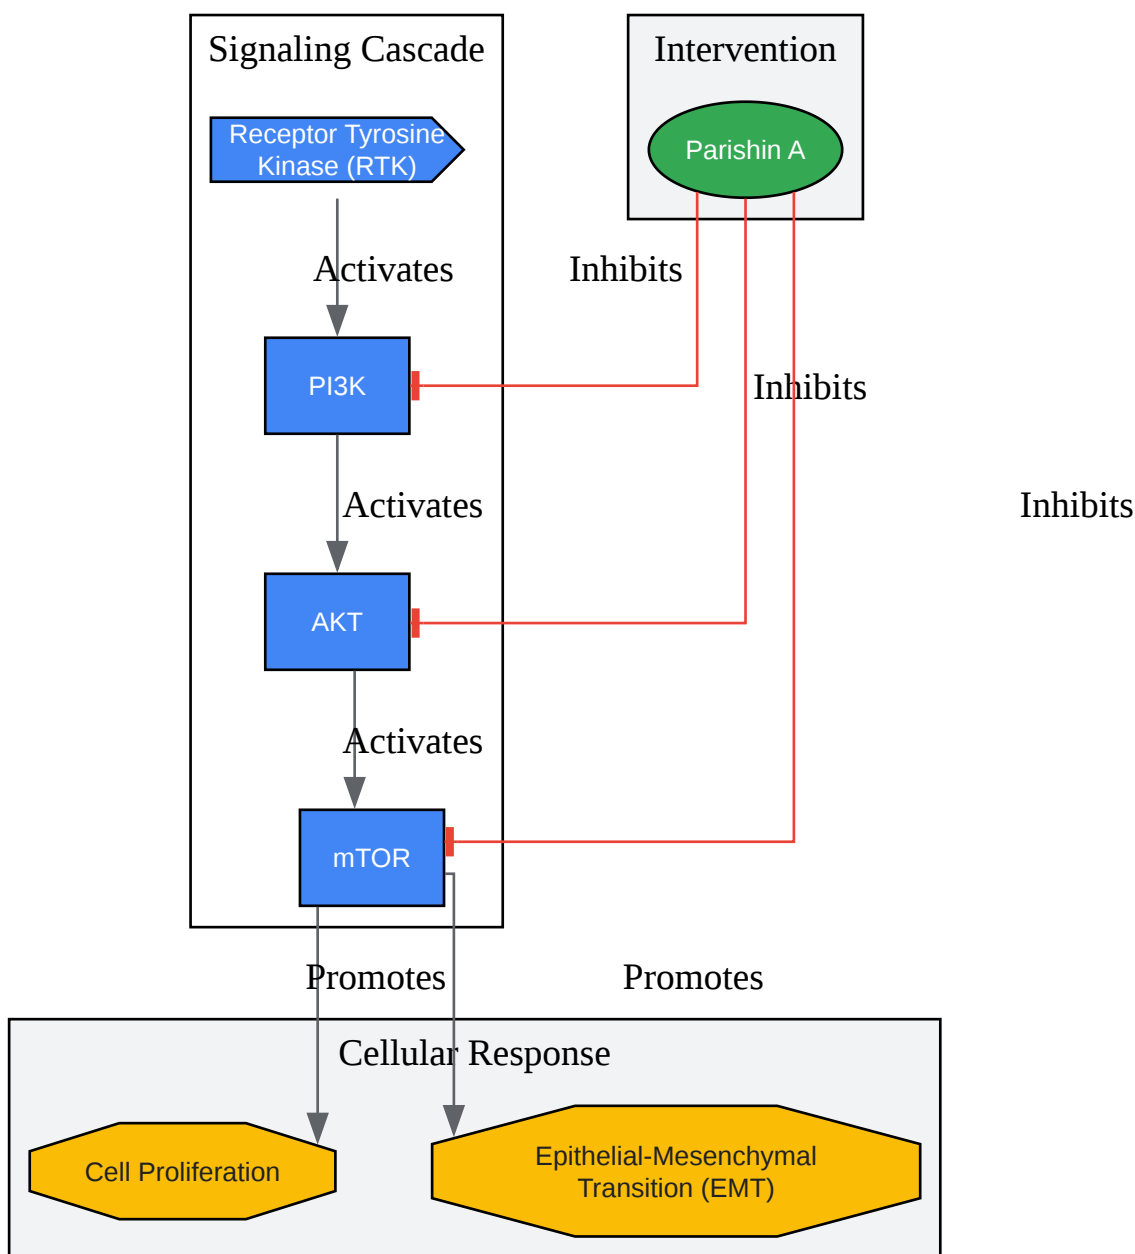 Signaling Cascade
Intervention
Receptor Tyrosine
Kinase (RTK)
Parishin A
Activates
Inhibits
PI3K
Inhibits
Activates
Inhibits
AKT
Activates
mTOR
Promotes
Promotes
Cellular Response
Cell Proliferation
Epithelial-Mesenchymal
Transition (EMT)